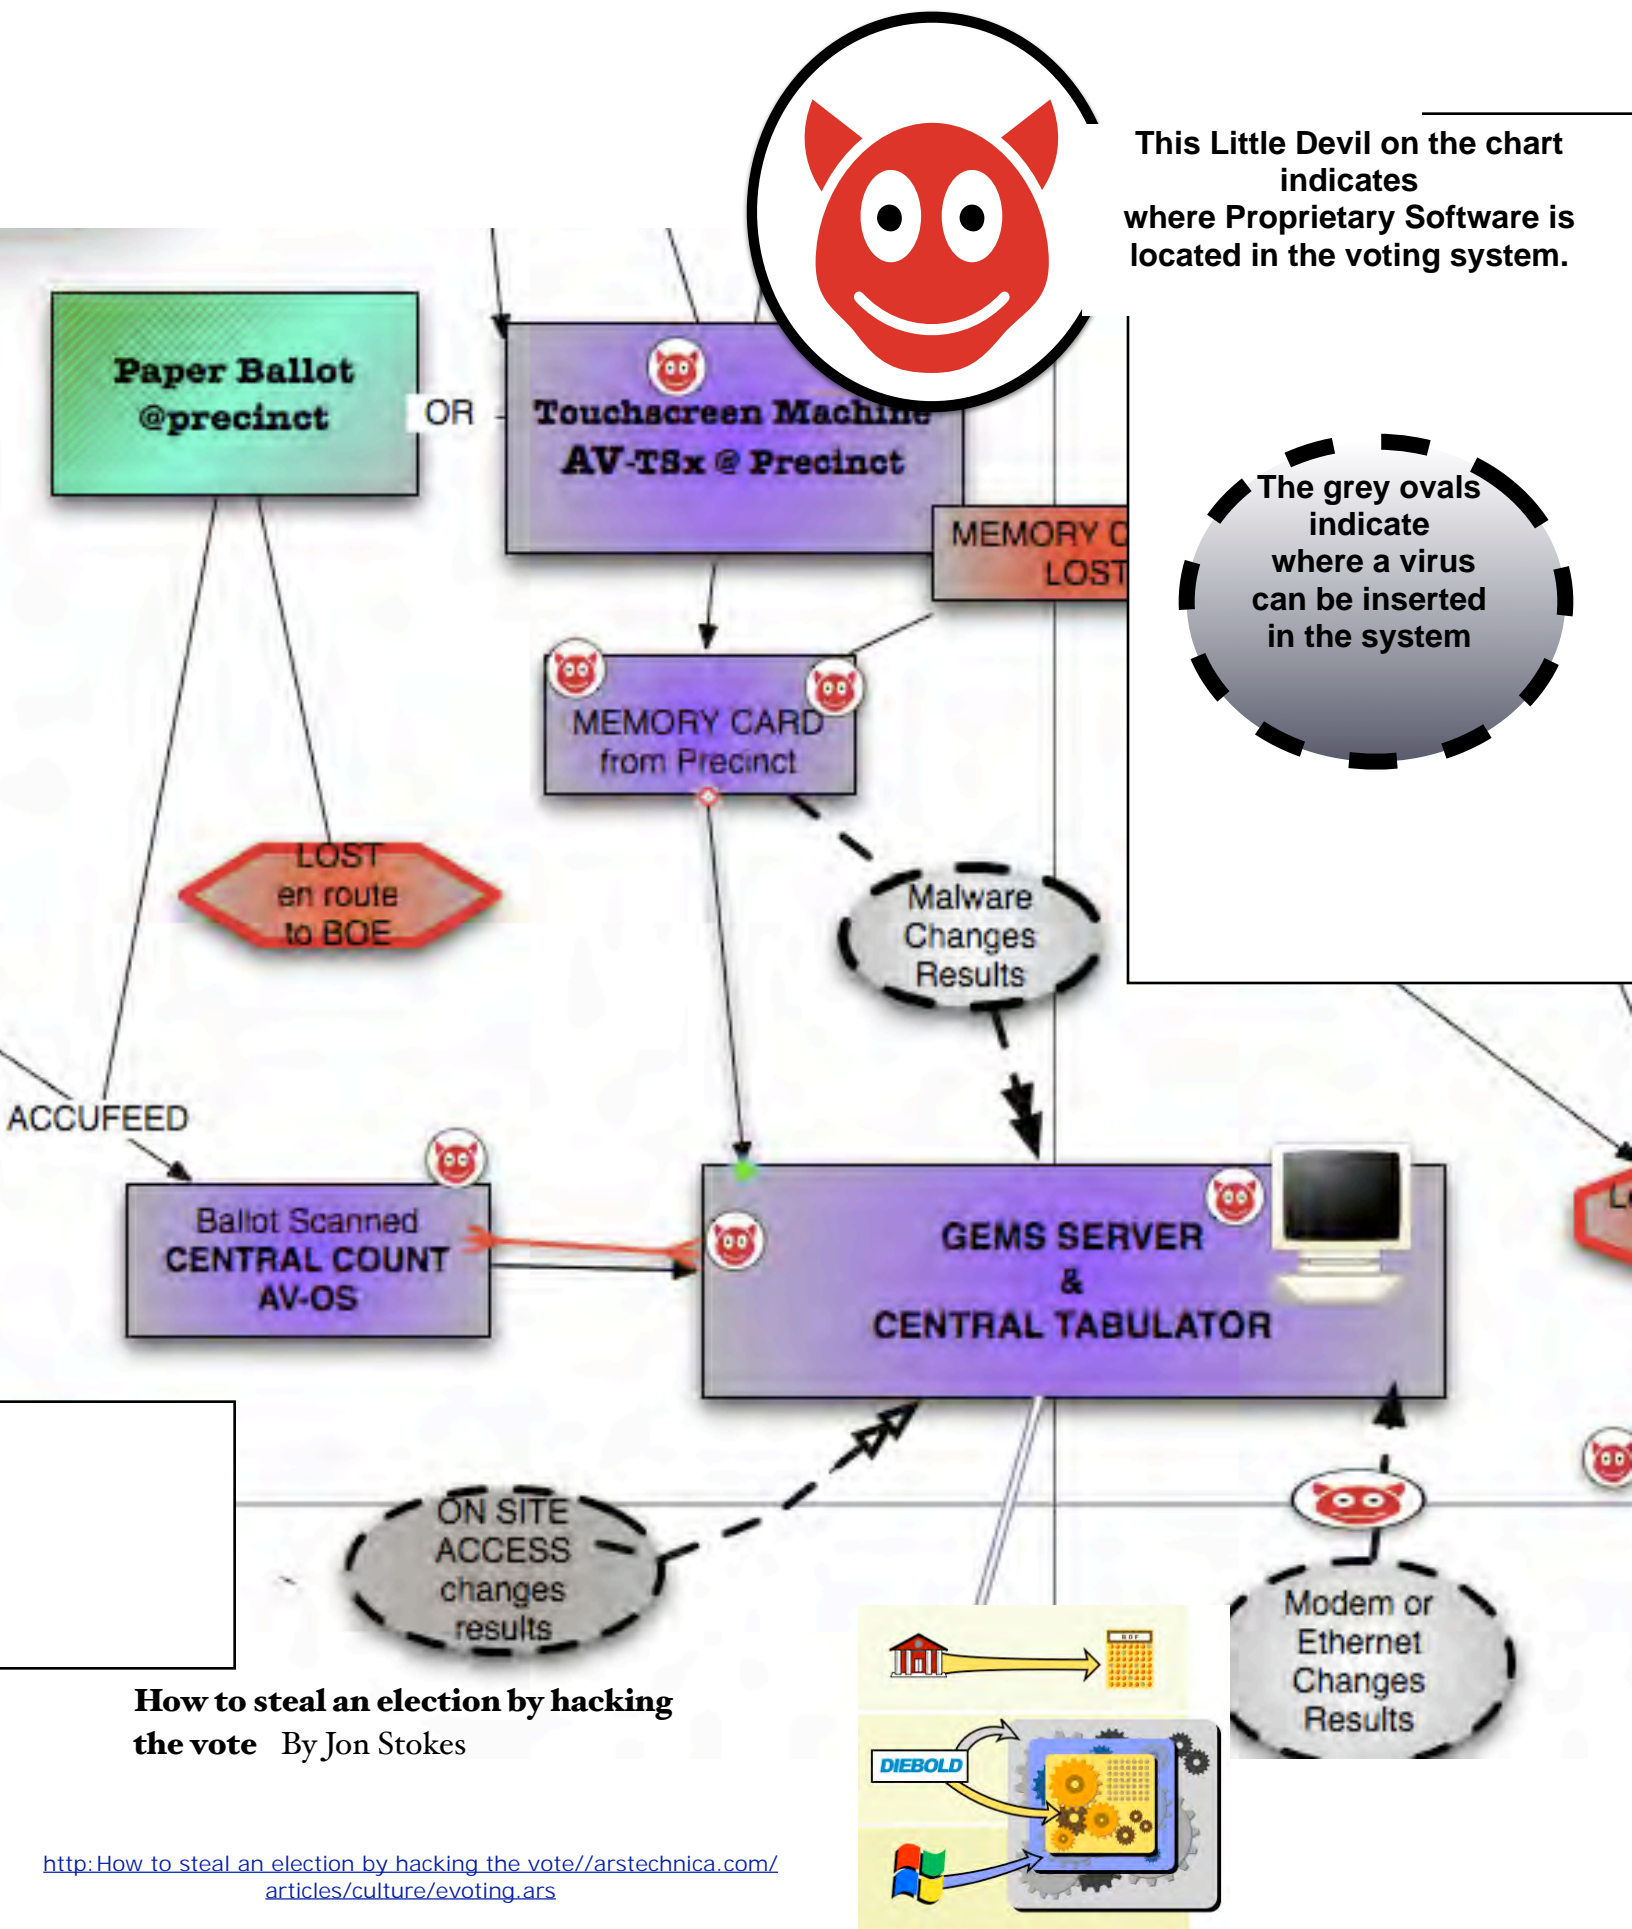 This Little Devil on the chart
indicates
where Proprietary Software is
located in the voting system.
Paper Ballot
@precinct
OR
Touchscreen Machine
AV-TSx @ Precinct
MEMORY
LOST
The grey ovals
indicate
where a virus
can be inserted
in the system
MEMORY CARD
from Precinct
LOST
en route
to BOE
Malware
Changes
Results
ACCUFEED
Ballot Scanned
CENTRAL COUNT
AV-OS
GEMS SERVER
&
CENTRAL TABULATOR
ON SITE
ACCESS
changes
results
Modem or
Ethernet
Changes
Results
How to steal an election by hacking
the vote By Jon Stokes
DIEBOLD
http:How to steal an election by hacking the vote//arstechnica.com/
articles/culture/evoting.ars